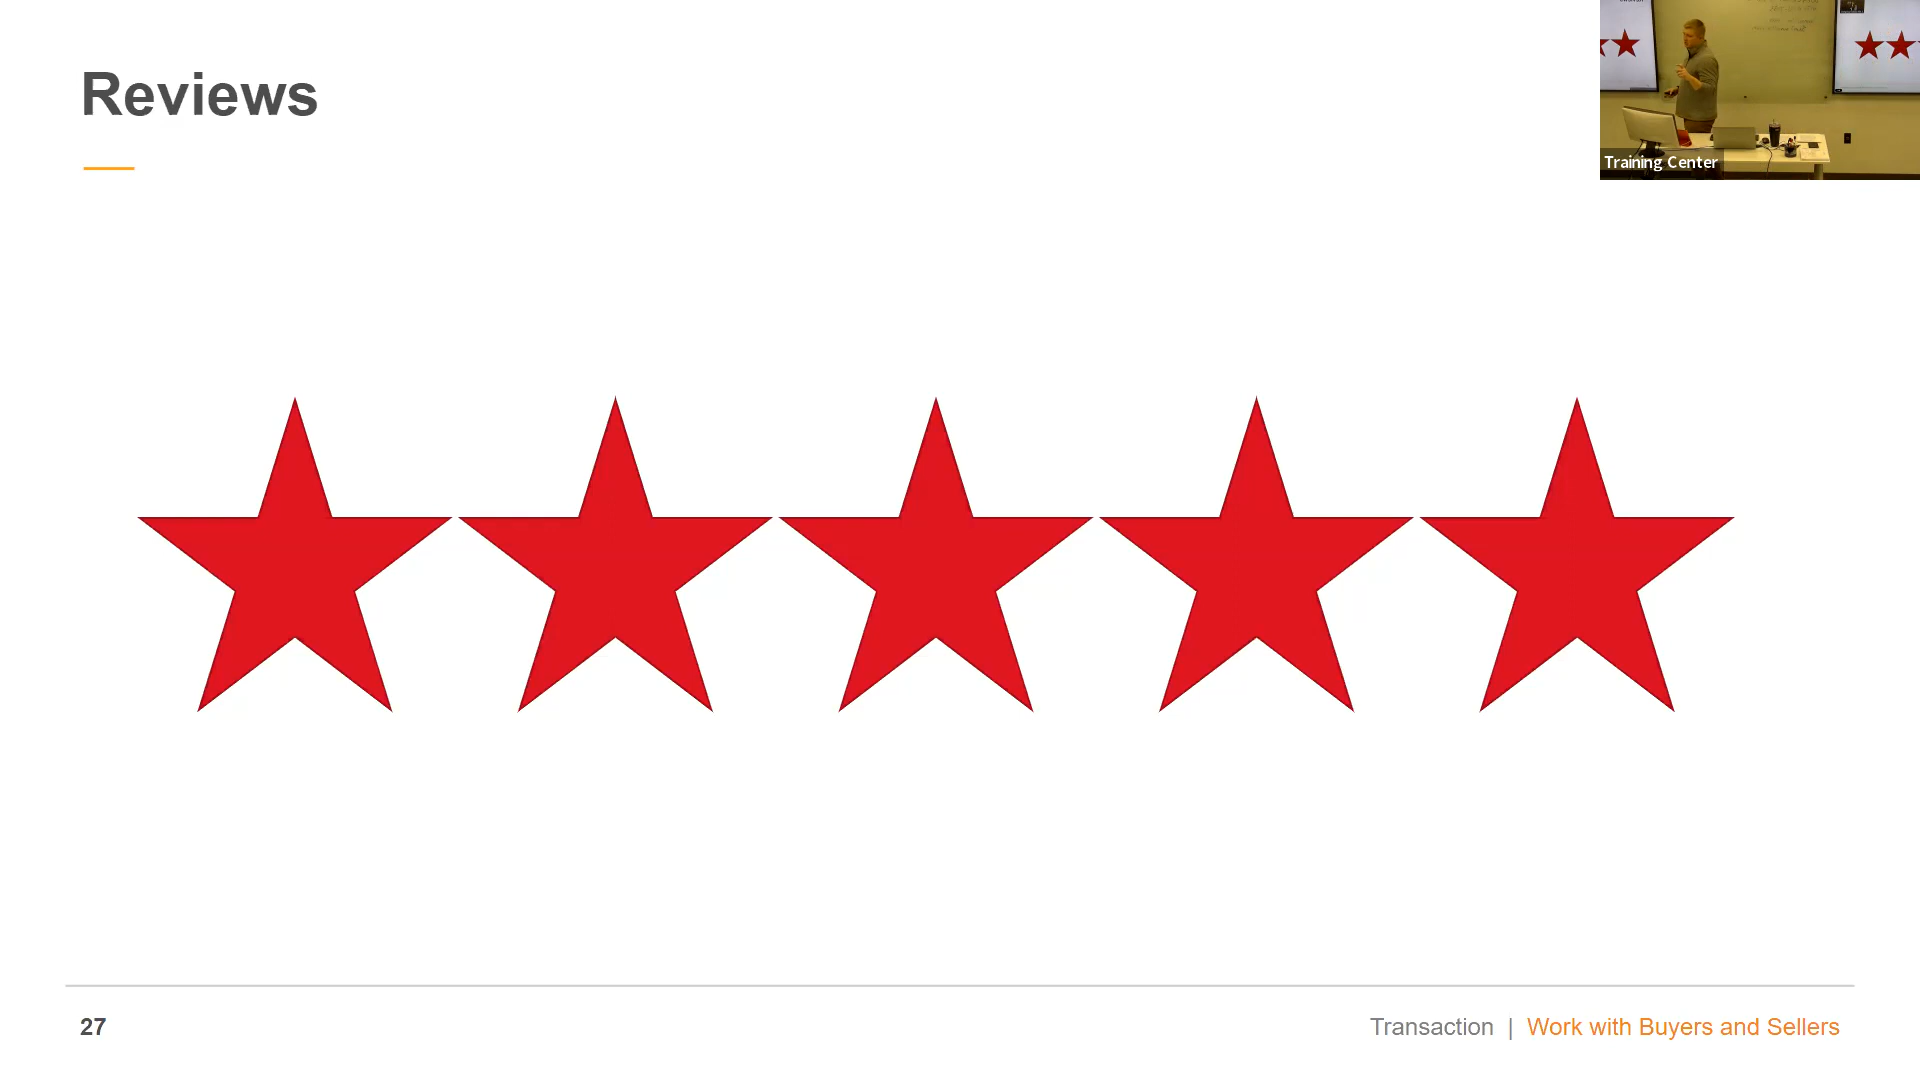 Reviews
Training Center
27
Transaction | Work with Buyers and Sellers